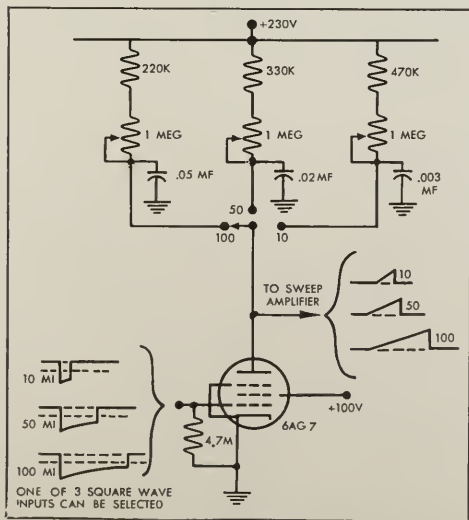 +230V
220K
330K
470K
1 MEG
1 MEG
1 MEG
.05 MF
.02 MF
.003
MF
50
100
10
TO SWEEP
AMPLIFIER
10
50
100
10 MI
50 MI
100 MI
4.7M
6AG 7
+100V
ONE OF 3 SQUARE WAVE
INPUTS CAN BE SELECTED